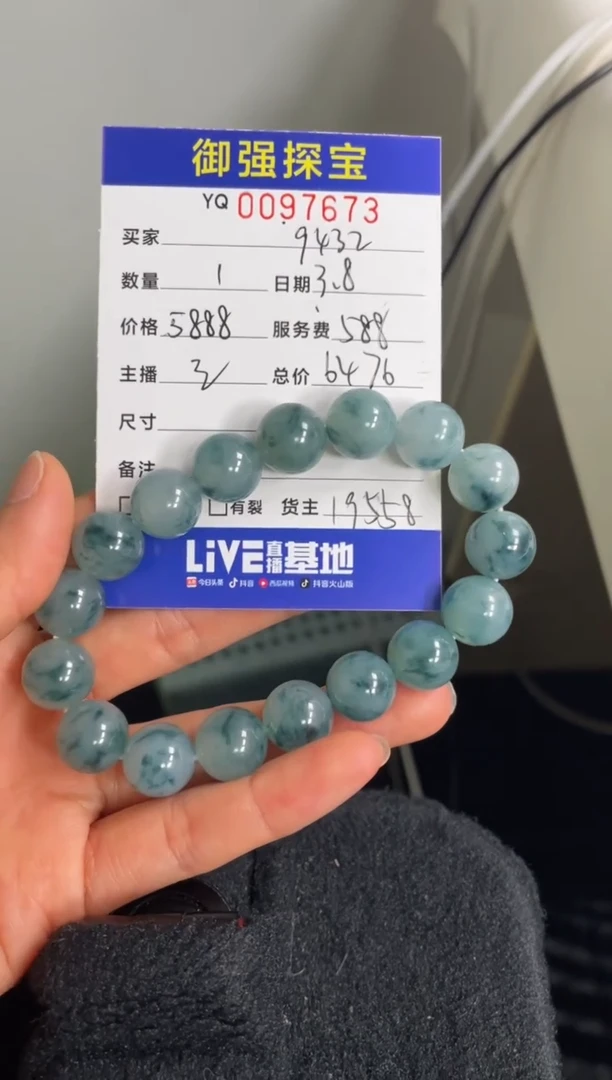 御强探宝
YQ 0097673
买家 9432
数量 1 日期 3.8
价格 5888 服务费 588
主播 总价 6476
尺寸
备注
有裂 货主 19558
LiVE直播基地
今日头条 抖音 西瓜视频 抖音火山版